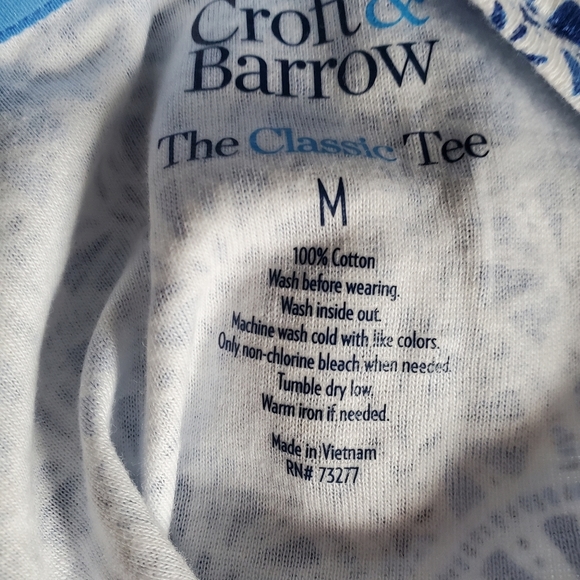 Croft &
Barrow
The Classic Tee
M
100% Cotton
Wash before wearing.
Wash inside out.
Machine wash cold with like colors.
Only non-chlorine bleach when needed.
Tumble dry low.
Warm iron if needed.
Made in Vietnam
RN# 73277